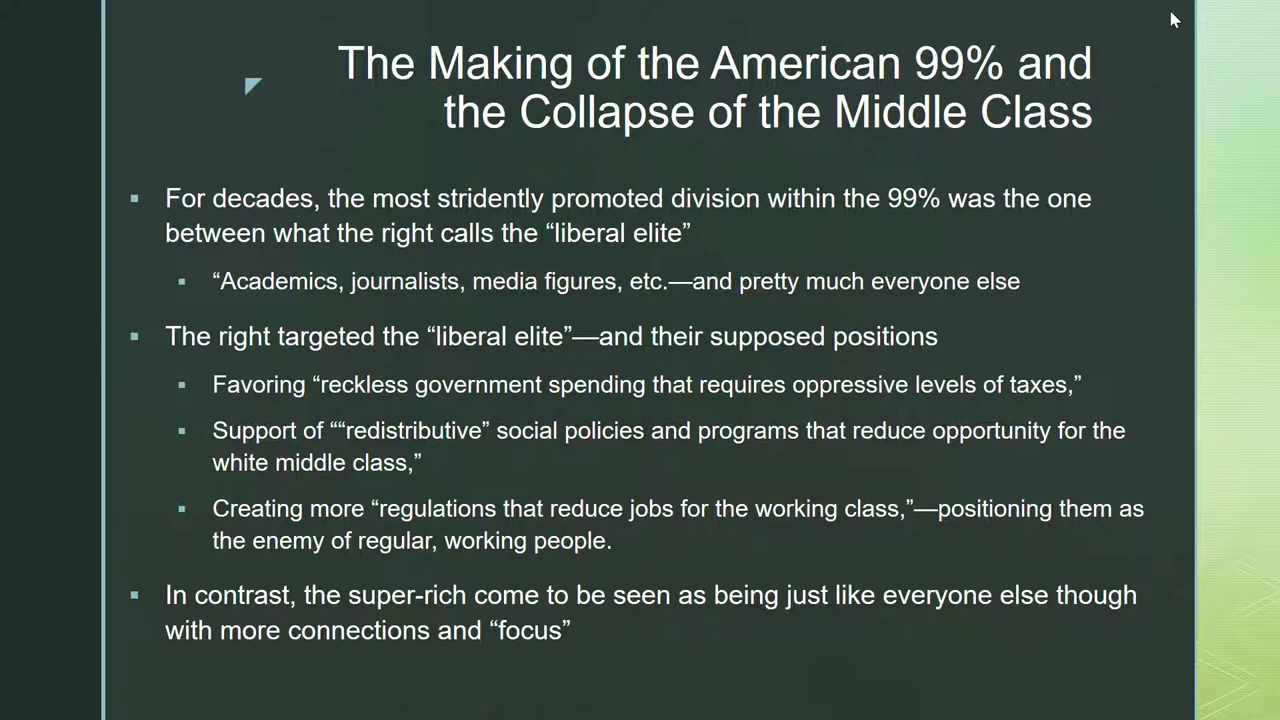 The Making of the American 99% and
the Collapse of the Middle Class
For decades, the most stridently promoted division within the 99% was the one
between what the right calls the “liberal elite”
“Academics, journalists, media figures, etc.—and pretty much everyone else
The right targeted the “liberal elite”—and their supposed positions
Favoring “reckless government spending that requires oppressive levels of taxes,”
Support of ““redistributive” social policies and programs that reduce opportunity for the
white middle class,”
Creating more “regulations that reduce jobs for the working class,”—positioning them as
the enemy of regular, working people.
In contrast, the super-rich come to be seen as being just like everyone else though
with more connections and “focus”